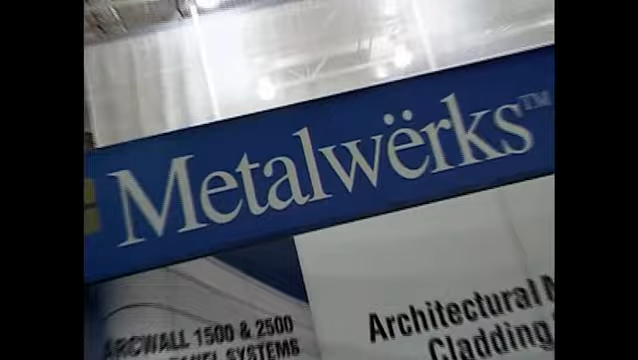 Metalwërks™
ARCWALL 1500 & 2500
PANEL SYSTEMS
Architectural
Cladding